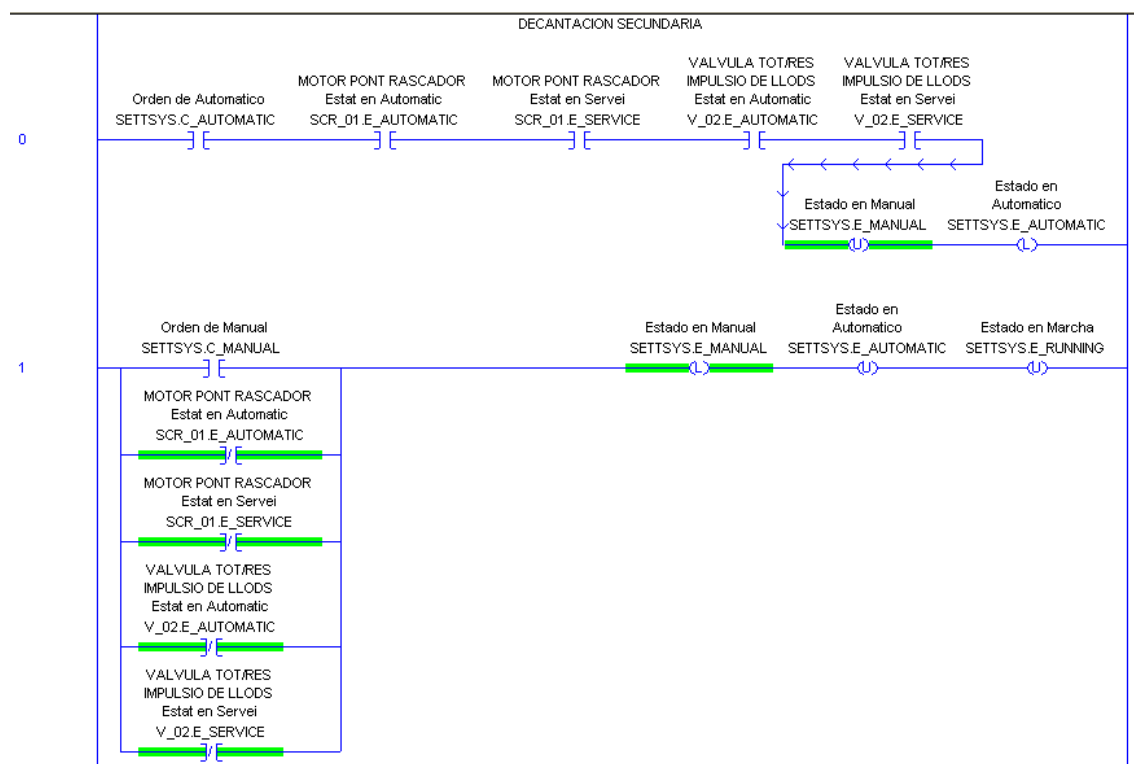 DECANTACION SECUNDARIA
Orden de Automatico
SETTSYS.C_AUTOMATIC
MOTOR PONT RASCADOR
Estat en Automatic
SCR_01.E_AUTOMATIC
MOTOR PONT RASCADOR
Estat en Servei
SCR_01.E_SERVICE
VALVULA TOT/RES
IMPULSIO DE LLODS
Estat en Automatic
V_02.E_AUTOMATIC
VALVULA TOT/RES
IMPULSIO DE LLODS
Estat en Servei
V_02.E_SERVICE
0
Estado en Manual
SETTSYS.E_MANUAL
U
Estado en
Automatico
SETTSYS.E_AUTOMATIC
L
1
Orden de Manual
SETTSYS.C_MANUAL
Estado en Manual
SETTSYS.E_MANUAL
L
Estado en
Automatico
SETTSYS.E_AUTOMATIC
U
Estado en Marcha
SETTSYS.E_RUNNING
U
MOTOR PONT RASCADOR
Estat en Automatic
SCR_01.E_AUTOMATIC
MOTOR PONT RASCADOR
Estat en Servei
SCR_01.E_SERVICE
VALVULA TOT/RES
IMPULSIO DE LLODS
Estat en Automatic
V_02.E_AUTOMATIC
VALVULA TOT/RES
IMPULSIO DE LLODS
Estat en Servei
V_02.E_SERVICE